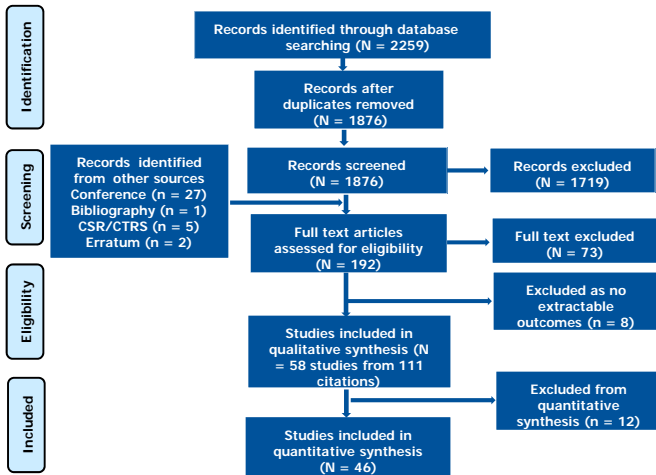 Identification
Records identified through database
searching (N = 2259)
Records after
duplicates removed
(N = 1876)
Screening
Records identified
from other sources
Conference (n = 27)
Bibliography (n = 1)
CSR/CTRS (n = 5)
Erratum (n = 2)
Records screened
(N = 1876)
Records excluded
(N = 1719)
Full text articles
assessed for eligibility
(N = 192)
Full text excluded
(N = 73)
Eligibility
Excluded as no
extractable
outcomes (n = 8)
Studies included in
qualitative synthesis (N
= 58 studies from 111
citations)
Included
Excluded from
quantitative
synthesis (n = 12)
Studies included in
quantitative synthesis
(N = 46)